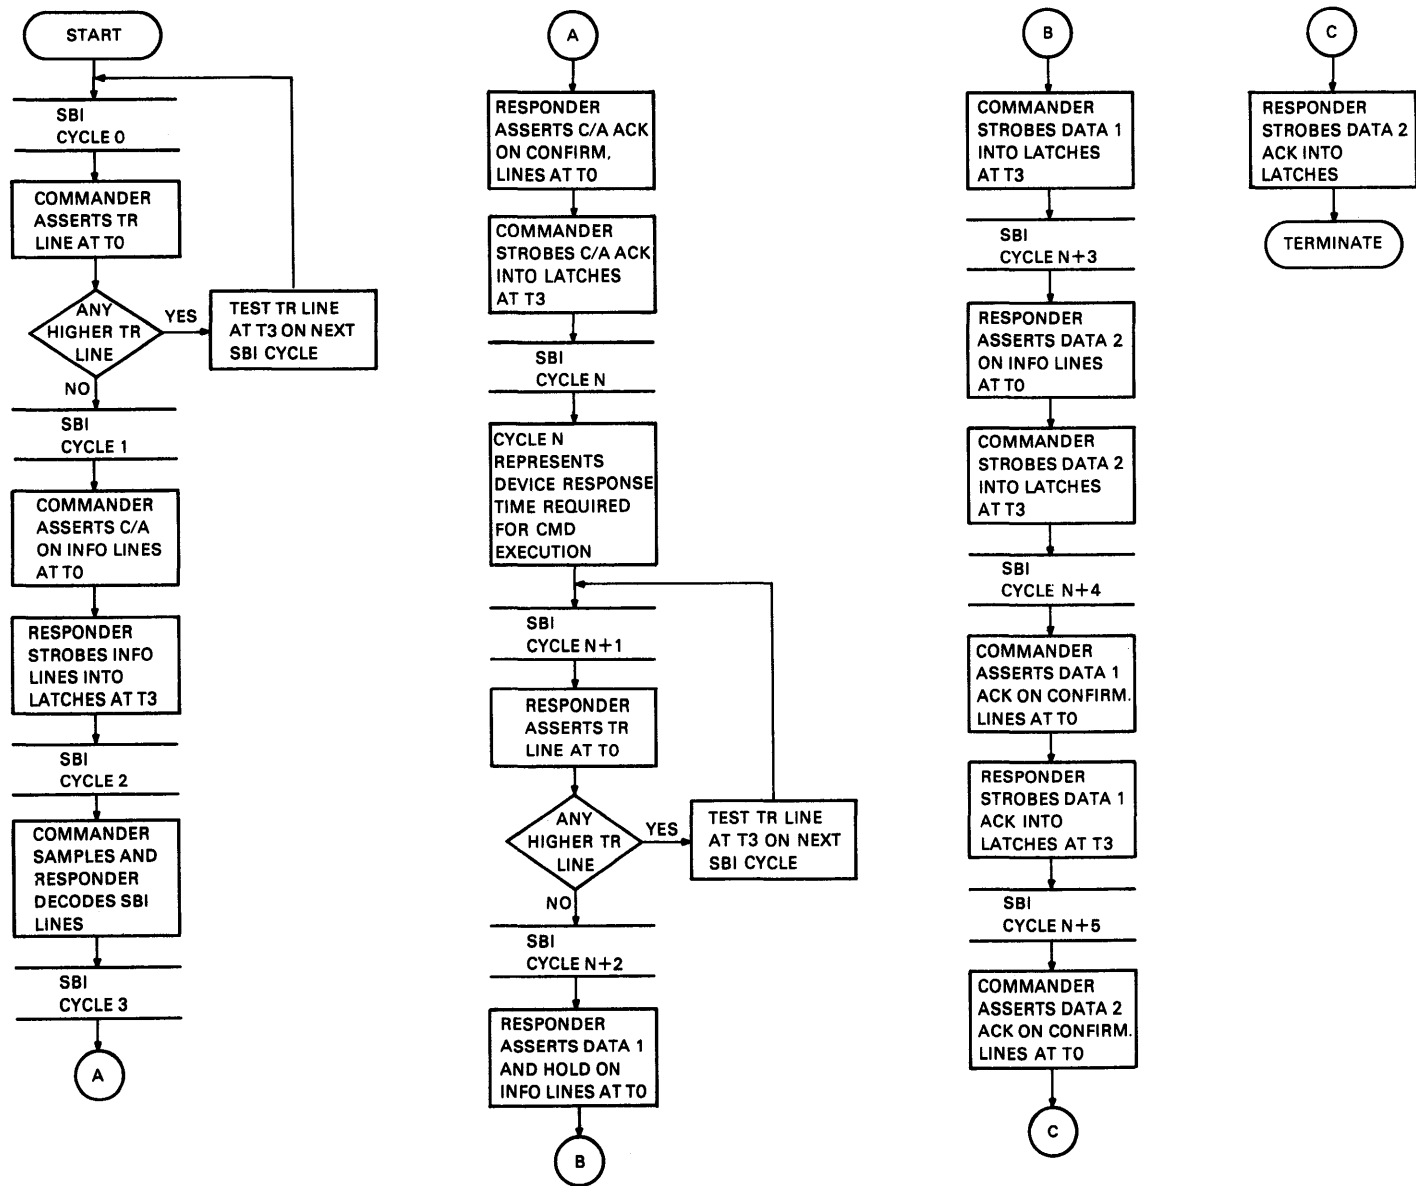 START
SBI
CYCLE 0
COMMANDER
ASSERTS TR
LINE AT T0
ANY
HIGHER TR
LINE
YES
TEST TR LINE
AT T3 ON NEXT
SBI CYCLE
NO
SBI
CYCLE 1
COMMANDER
ASSERTS C/A
ON INFO LINES
AT T0
RESPONDER
STROBES INFO
LINES INTO
LATCHES AT T3
SBI
CYCLE 2
COMMANDER
SAMPLES AND
RESPONDER
DECODES SBI
LINES
SBI
CYCLE 3
A
A
RESPONDER
ASSERTS C/A ACK
ON CONFIRM,
LINES AT T0
COMMANDER
STROBES C/A ACK
INTO LATCHES
AT T3
SBI
CYCLE N
CYCLE N
REPRESENTS
DEVICE RESPONSE
TIME REQUIRED
FOR CMD
EXECUTION
SBI
CYCLE N+1
RESPONDER
ASSERTS TR
LINE AT T0
ANY
HIGHER TR
LINE
YES
TEST TR LINE
AT T3 ON NEXT
SBI CYCLE
NO
SBI
CYCLE N+2
RESPONDER
ASSERTS DATA 1
AND HOLD ON
INFO LINES AT T0
B
B
COMMANDER
STROBES DATA 1
INTO LATCHES
AT T3
SBI
CYCLE N+3
RESPONDER
ASSERTS DATA 2
ON INFO LINES
AT T0
COMMANDER
STROBES DATA 2
INTO LATCHES
AT T3
SBI
CYCLE N+4
COMMANDER
ASSERTS DATA 1
ACK ON CONFIRM.
LINES AT T0
RESPONDER
STROBES DATA 1
ACK INTO
LATCHES AT T3
SBI
CYCLE N+5
COMMANDER
ASSERTS DATA 2
ACK ON CONFIRM.
LINES AT T0
C
C
RESPONDER
STROBES DATA 2
ACK INTO
LATCHES
TERMINATE